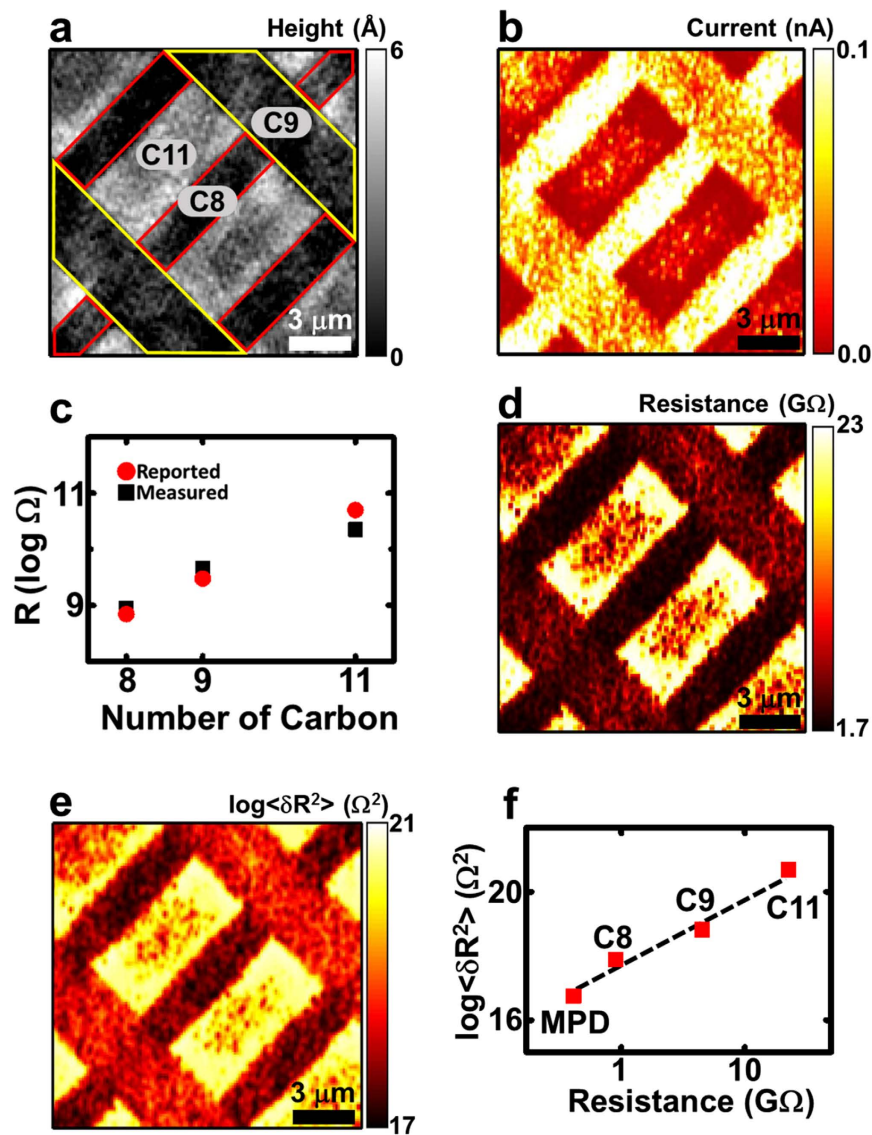 a
Height (Å)
6
C9
C11
C8
3 μm
0
b
Current (nA)
0.1
3 μm
0.0
c
R (log Ω)
11
9
Reported
Measured
8
9
11
Number of Carbon
d
Resistance (GΩ)
23
3 μm
1.7
e
log<δR²> (Ω²)
21
3 μm
17
f
log<δR²> (Ω²)
20
16
C8
C9
C11
MPD
1
10
Resistance (GΩ)